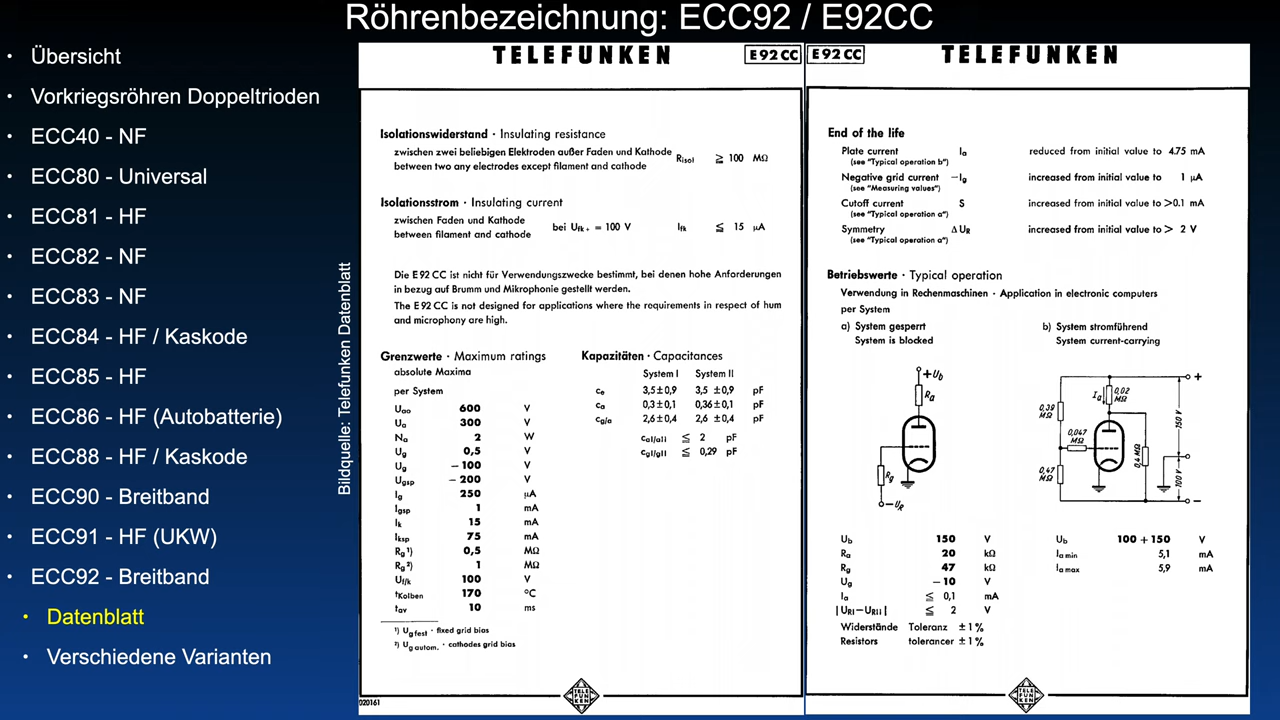 Röhrenbezeichnung: ECC92 / E92CC
• Übersicht
• Vorkriegsröhren Doppeltrioden
• ECC40 - NF
• ECC80 - Universal
• ECC81 - HF
• ECC82 - NF
• ECC83 - NF
• ECC84 - HF / Kaskode
• ECC85 - HF
• ECC86 - HF (Autobatterie)
• ECC88 - HF / Kaskode
• ECC90 - Breitband
• ECC91 - HF (UKW)
• ECC92 - Breitband
• Datenblatt
• Verschiedene Varianten
Bildquelle: Telefunken Datenblatt
TELEFUNKEN
E 92 CC
Isolationswiderstand · Insulating resistance
zwischen zwei beliebigen Elektroden außer Faden und Kathode
between two any electrodes except filament and cathode
Risol ≧ 100 MΩ
Isolationsstrom · Insulating current
zwischen Faden und Kathode
between filament and cathode
bei Ufk+ = 100 V Ifk ≦ 15 µA
Die E 92 CC ist nicht für Verwendungszwecke bestimmt, bei denen hohe Anforderungen
in bezug auf Brumm und Mikrophonie gestellt werden.
The E 92 CC is not designed for applications where the requirements in respect of hum
and microphony are high.
Grenzwerte · Maximum ratings
absolute Maxima
per System
Uao 600 V
Ua 300 V
Na 2 W
Ug 0,5 V
Ug −100 V
Ugsp −200 V
Ig 250 µA
Igsp 1 mA
Ik 15 mA
Iksp 75 mA
Rg 1) 0,5 MΩ
Rg 2) 1 MΩ
Uf/k 100 V
tKolben 170 °C
tav 10 ms
1) Ug fest · fixed grid bias
2) Ug autom. · cathodes grid bias
Kapazitäten · Capacitances
System I System II
ce 3,5±0,9 3,5 ±0,9 pF
ca 0,3±0,1 0,36±0,1 pF
cg/a 2,6±0,4 2,6 ±0,4 pF
caI/aII ≦ 2 pF
cgI/gII ≦ 0,29 pF
020161
TELE
FUN
KEN
E 92 CC
TELEFUNKEN
End of the life
Plate current Ia reduced from initial value to 4.75 mA
(see "Typical operation b")
Negative grid current −Ig increased from initial value to 1 µA
(see "Measuring values")
Cutoff current S increased from initial value to >0.1 mA
(see "Typical operation a")
Symmetry Δ UR increased from initial value to > 2 V
(see "Typical operation a")
Betriebswerte · Typical operation
Verwendung in Rechenmaschinen · Application in electronic computers
per System
a) System gesperrt
System is blocked
b) System stromführend
System current-carrying
+Ub
Ra
Rg
−UR
Ia
0,02
MΩ
0,39
MΩ
0,047
MΩ
0,47
MΩ
0,4 MΩ
150 V
100 V
+
−
Ub 150 V
Ra 20 kΩ
Rg 47 kΩ
Ug −10 V
Ia ≦ 0,1 mA
|URI−URII| ≦ 2 V
Widerstände Toleranz ±1%
Resistors tolerancer ±1%
Ub 100 + 150 V
Ia min 5,1 mA
Ia max 5,9 mA
TELE
FUN
KEN